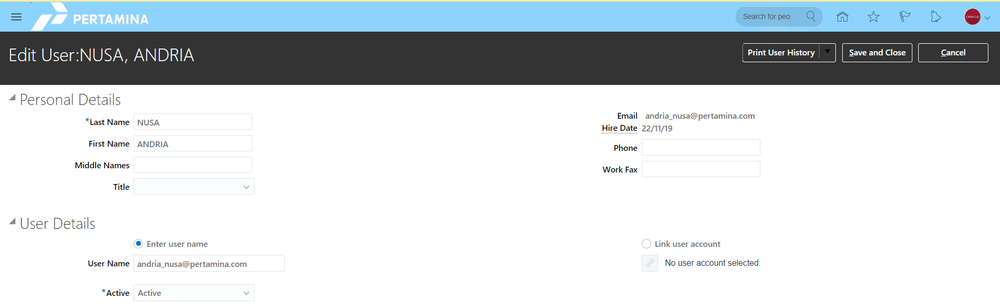 PERTAMINA
Search for peop
ORACLE
Edit User:NUSA, ANDRIA
Print User History
Save and Close
Cancel
Personal Details
*Last Name NUSA
First Name ANDRIA
Middle Names
Title
Email andria_nusa@pertamina.com
Hire Date 22/11/19
Phone
Work Fax
User Details
Enter user name
Link user account
User Name andria_nusa@pertamina.com
No user account selected.
*Active Active